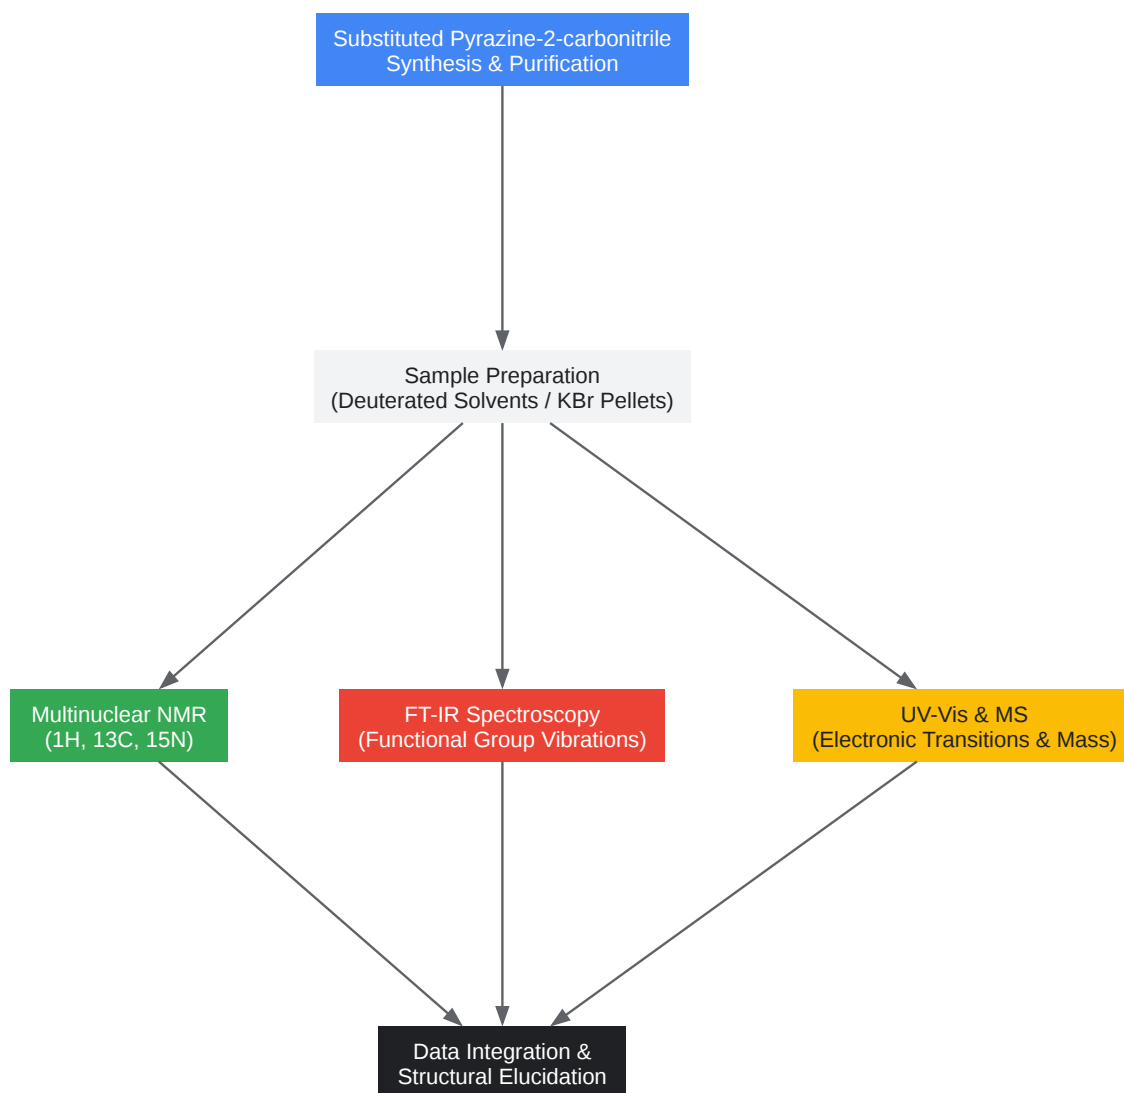 Substituted Pyrazine-2-carbonitrile
Synthesis & Purification
Sample Preparation
(Deuterated Solvents / KBr Pellets)
Multinuclear NMR
(1H, 13C, 15N)
FT-IR Spectroscopy
(Functional Group Vibrations)
UV-Vis & MS
(Electronic Transitions & Mass)
Data Integration &
Structural Elucidation